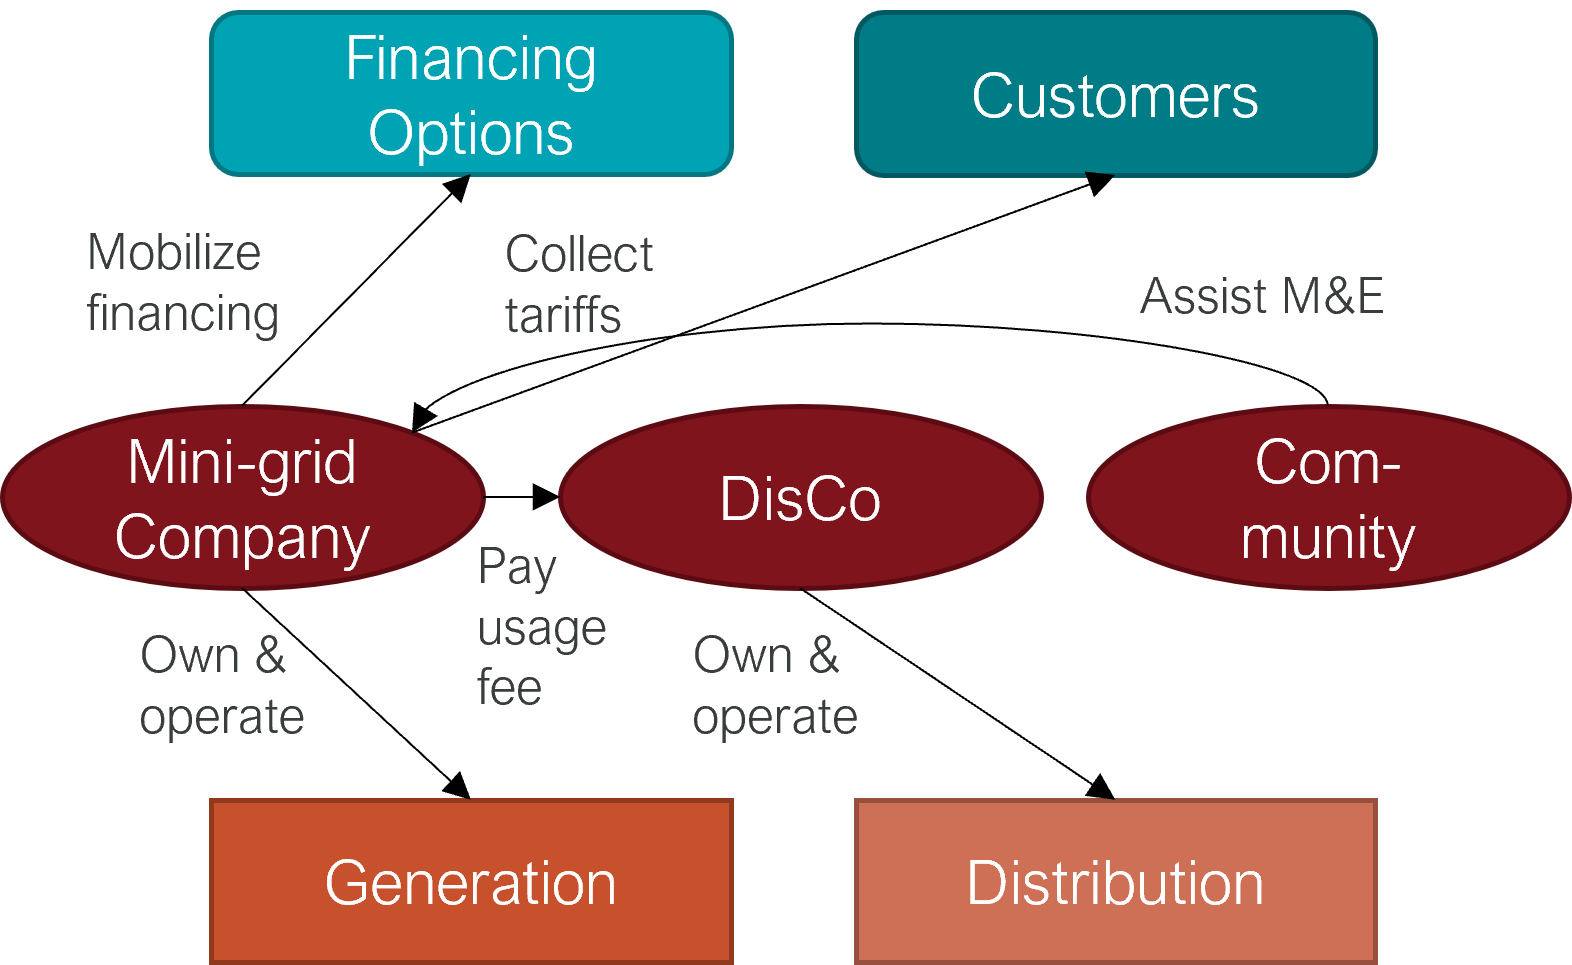 Financing
Options
Customers
Mobilize
financing
Collect
tariffs
Assist M&E
Mini-grid
Company
DisCo
Com-
munity
Pay
usage
fee
Own &
operate
Own &
operate
Generation
Distribution